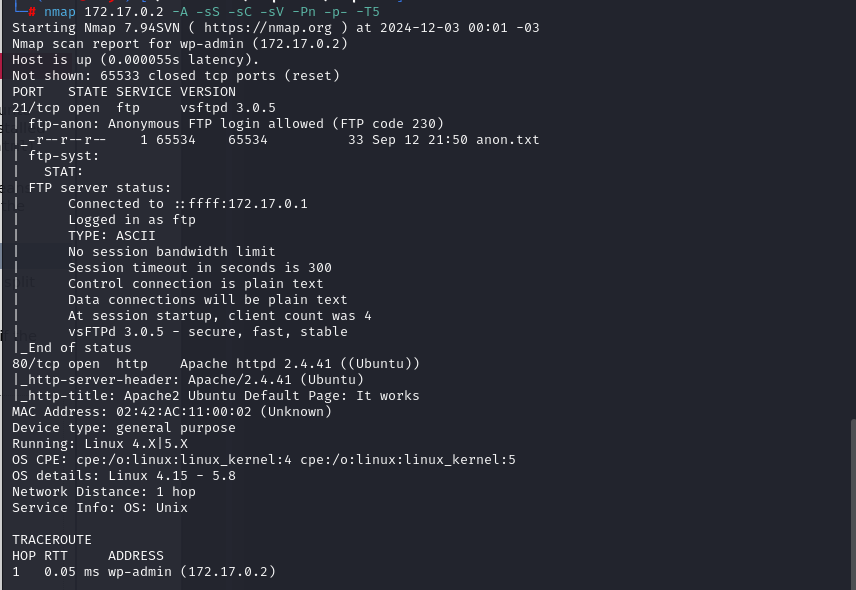 └─# nmap 172.17.0.2 -A -sS -sC -sV -Pn -p- -T5
Starting Nmap 7.94SVN ( https://nmap.org ) at 2024-12-03 00:01 -03
Nmap scan report for wp-admin (172.17.0.2)
Host is up (0.000055s latency).
Not shown: 65533 closed tcp ports (reset)
PORT   STATE SERVICE VERSION
21/tcp open  ftp     vsftpd 3.0.5
| ftp-anon: Anonymous FTP login allowed (FTP code 230)
|_-r--r--r--    1 65534    65534          33 Sep 12 21:50 anon.txt
| ftp-syst:
|   STAT:
| FTP server status:
|      Connected to ::ffff:172.17.0.1
|      Logged in as ftp
|      TYPE: ASCII
|      No session bandwidth limit
|      Session timeout in seconds is 300
|      Control connection is plain text
|      Data connections will be plain text
|      At session startup, client count was 4
|      vsFTPd 3.0.5 - secure, fast, stable
|_End of status
80/tcp open  http    Apache httpd 2.4.41 ((Ubuntu))
|_http-server-header: Apache/2.4.41 (Ubuntu)
|_http-title: Apache2 Ubuntu Default Page: It works
MAC Address: 02:42:AC:11:00:02 (Unknown)
Device type: general purpose
Running: Linux 4.X|5.X
OS CPE: cpe:/o:linux:linux_kernel:4 cpe:/o:linux:linux_kernel:5
OS details: Linux 4.15 - 5.8
Network Distance: 1 hop
Service Info: OS: Unix

TRACEROUTE
HOP RTT     ADDRESS
1   0.05 ms wp-admin (172.17.0.2)